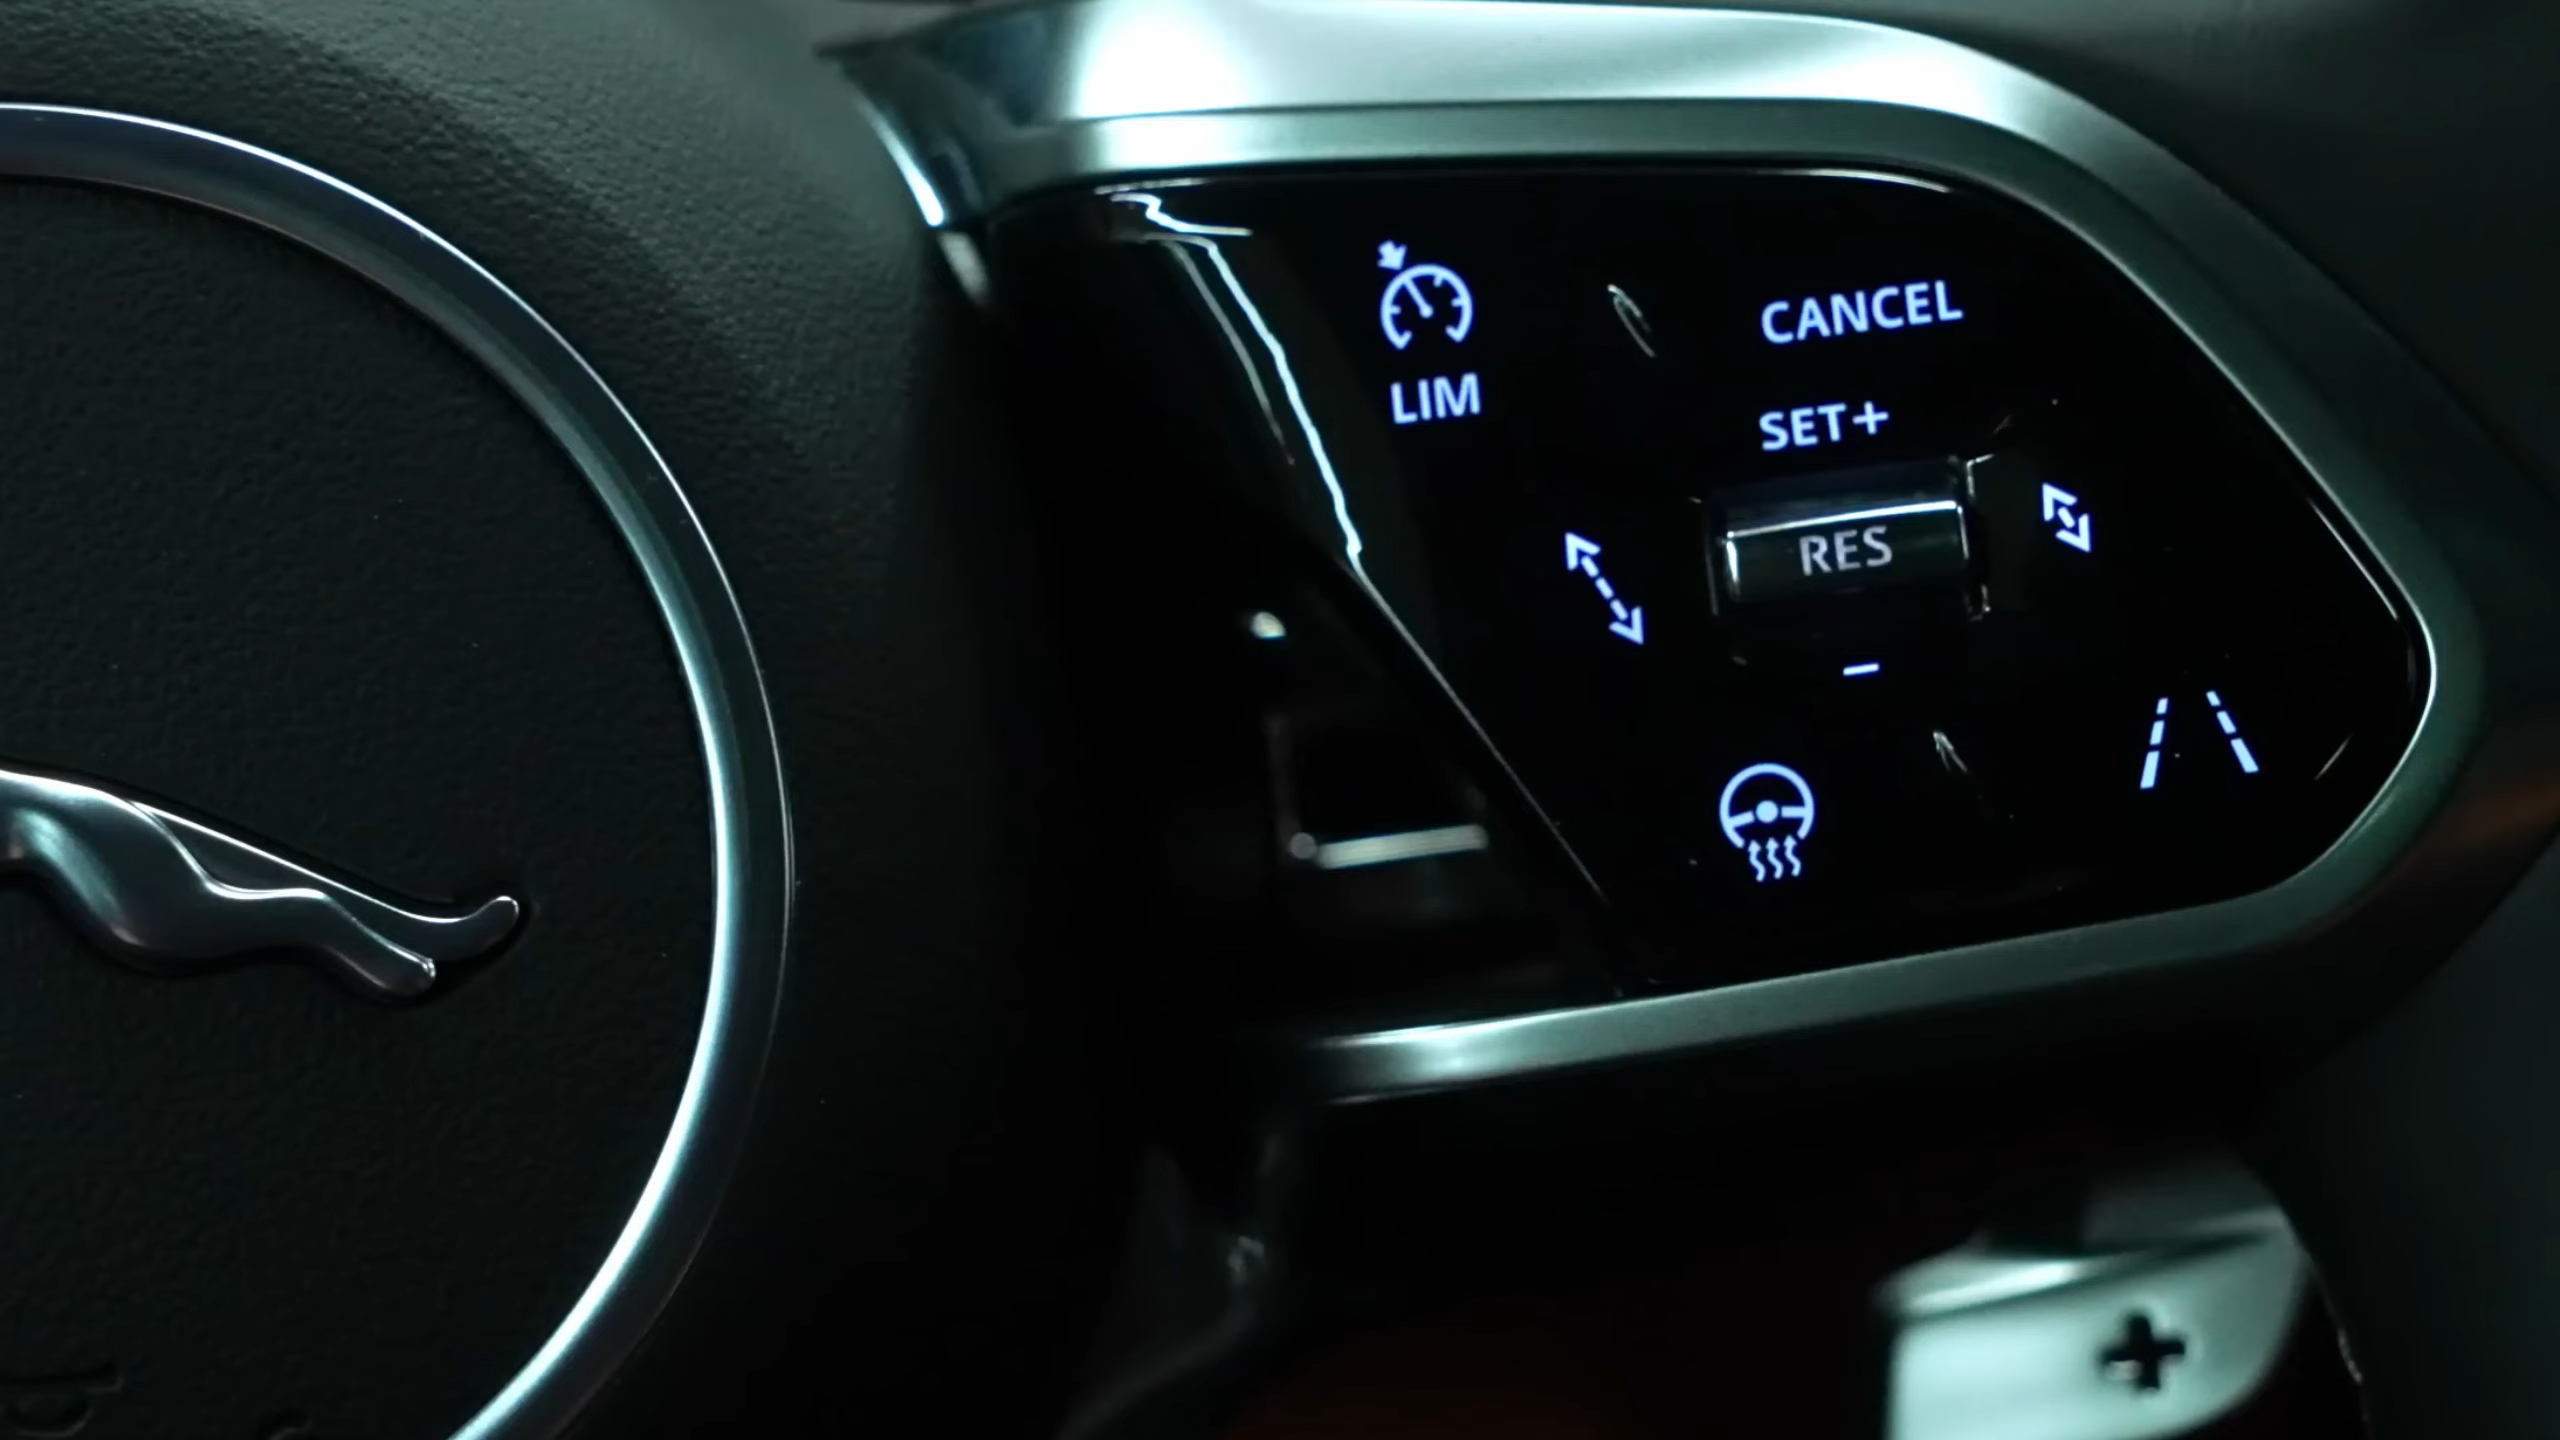 CANCEL
LIM
SET+
RES
–
+